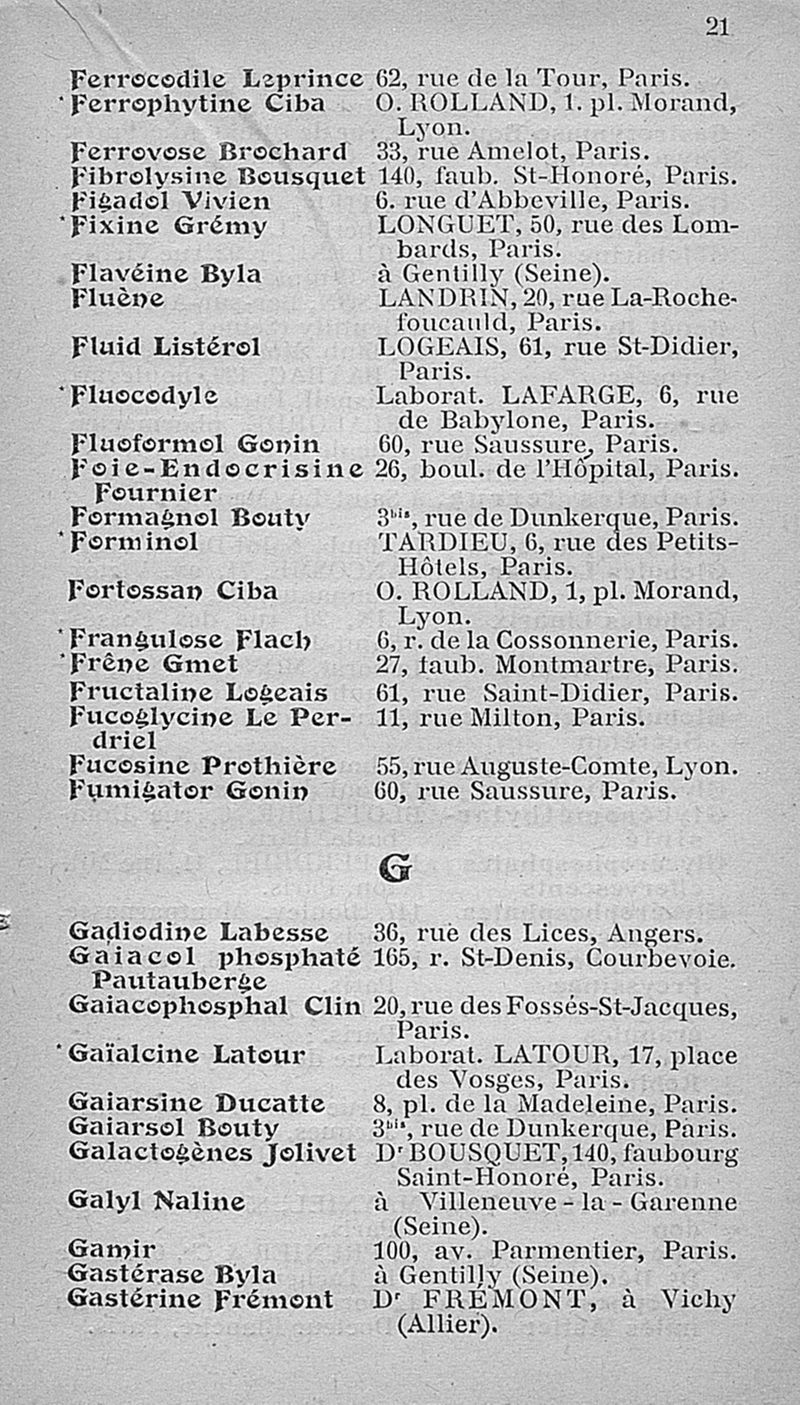 21
Ferrocodile Leprince 62, rue de la Tour, Paris.
* Ferrophytine Ciba O. ROLLAND, 1. pl. Morand,
Lyon.
Ferrovose Brochard 33, rue Amelot, Paris.
Fibrolysine Bousquet 140, faub. St-Honoré, Paris.
Figadol Vivien 6. rue d'Abbeville, Paris.
* Fixine Grémy LONGUET, 50, rue des Lom-
bards, Paris.
Flavéine Byla à Gentilly (Seine).
Fluène LANDRIN, 20, rue La-Roche-
foucauld, Paris.
Fluid Listérol LOGEAIS, 61, rue St-Didier,
Paris.
* Fluocodyle Laborat. LAFARGE, 6, rue
de Babylone, Paris.
Fluoformol Gonin 60, rue Saussure, Paris.
Foie-Endocrisine 26, boul. de l'Hôpital, Paris.
Fournier
Formagnol Bouty 3bis, rue de Dunkerque, Paris.
* Forminol TARDIEU, 6, rue des Petits-
Hôtels, Paris.
Fortossan Ciba O. ROLLAND, 1, pl. Morand,
Lyon.
* Frangulose Flach 6, r. de la Cossonnerie, Paris.
* Frêne Gmet 27, faub. Montmartre, Paris.
Fructaline Logeais 61, rue Saint-Didier, Paris.
Fucoglycine Le Per- 11, rue Milton, Paris.
driel
Fucosine Prothière 55, rue Auguste-Comte, Lyon.
Fumigator Gonin 60, rue Saussure, Paris.
G
Gadiodine Labesse 36, rue des Lices, Angers.
Gaiacol phosphaté 165, r. St-Denis, Courbevoie.
Pautauberge
Gaiacophosphal Clin 20, rue des Fossés-St-Jacques,
Paris.
* Gaïalcine Latour Laborat. LATOUR, 17, place
des Vosges, Paris.
Gaiarsine Ducatte 8, pl. de la Madeleine, Paris.
Gaiarsol Bouty 3bis, rue de Dunkerque, Paris.
Galactogènes Jolivet Dr BOUSQUET, 140, faubourg
Saint-Honoré, Paris.
Galyl Naline à Villeneuve-la-Garenne
(Seine).
Gamir 100, av. Parmentier, Paris.
Gastérase Byla à Gentilly (Seine).
Gastérine Frémont Dr FRÉMONT, à Vichy
(Allier).